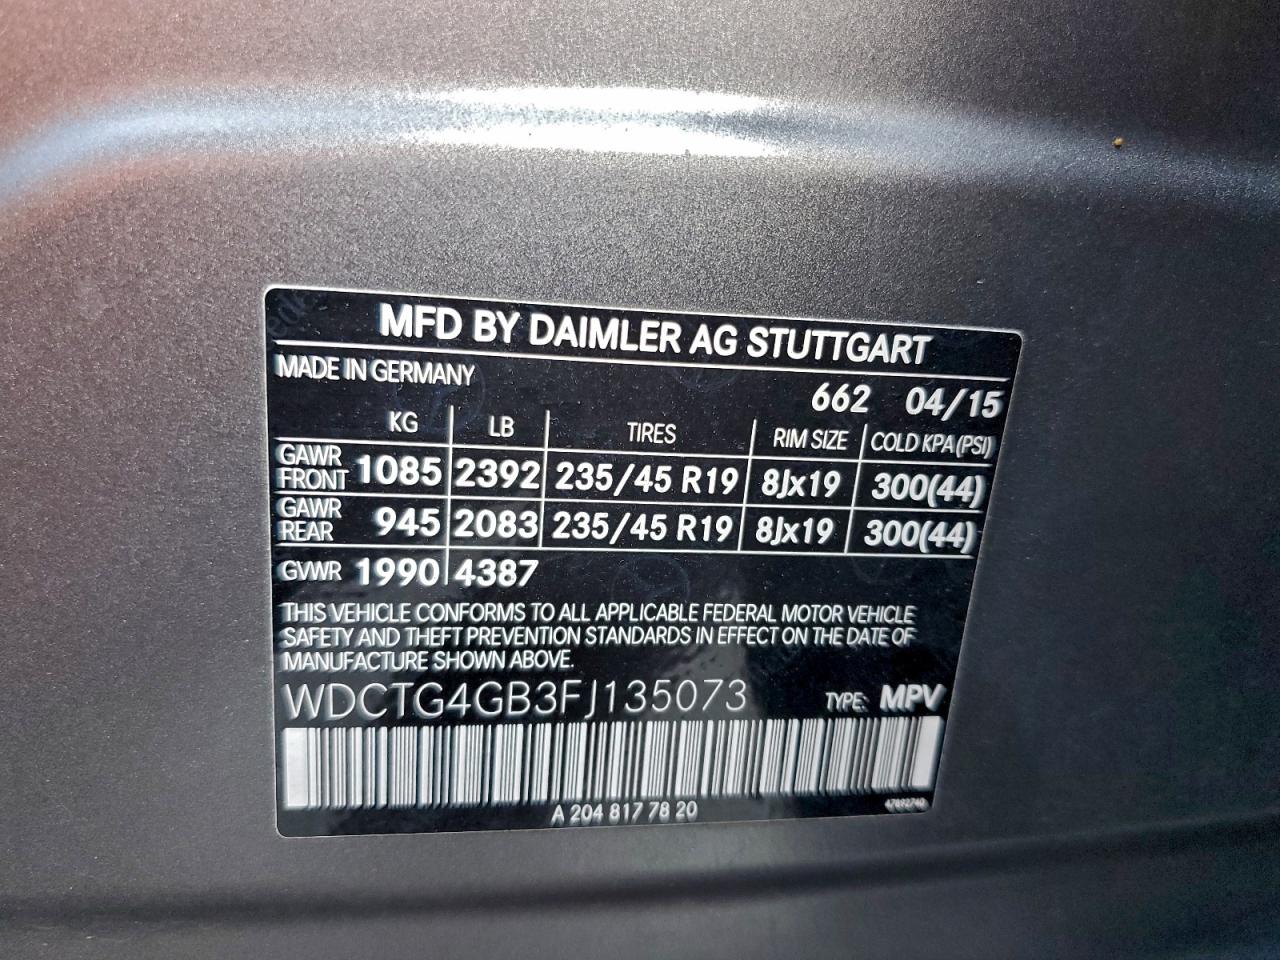 MFD BY DAIMLER AG STUTTGART
MADE IN GERMANY
662 04/15
KG LB TIRES RIM SIZE COLD KPA(PSI)
GAWR FRONT 1085 2392 235/45 R19 8Jx19 300(44)
GAWR REAR 945 2083 235/45 R19 8Jx19 300(44)
GVWR 1990 4387
THIS VEHICLE CONFORMS TO ALL APPLICABLE FEDERAL MOTOR VEHICLE
SAFETY AND THEFT PREVENTION STANDARDS IN EFFECT ON THE DATE OF
MANUFACTURE SHOWN ABOVE.
WDCTG4GB3FJ135073 TYPE: MPV
A 204 817 78 20